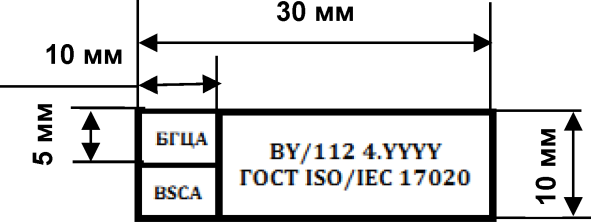 30 мм
10 мм
5 мм
БГЦА
BSCA
BY/112 4.YYYY
ГОСТ ISO/IEC 17020
10 мм